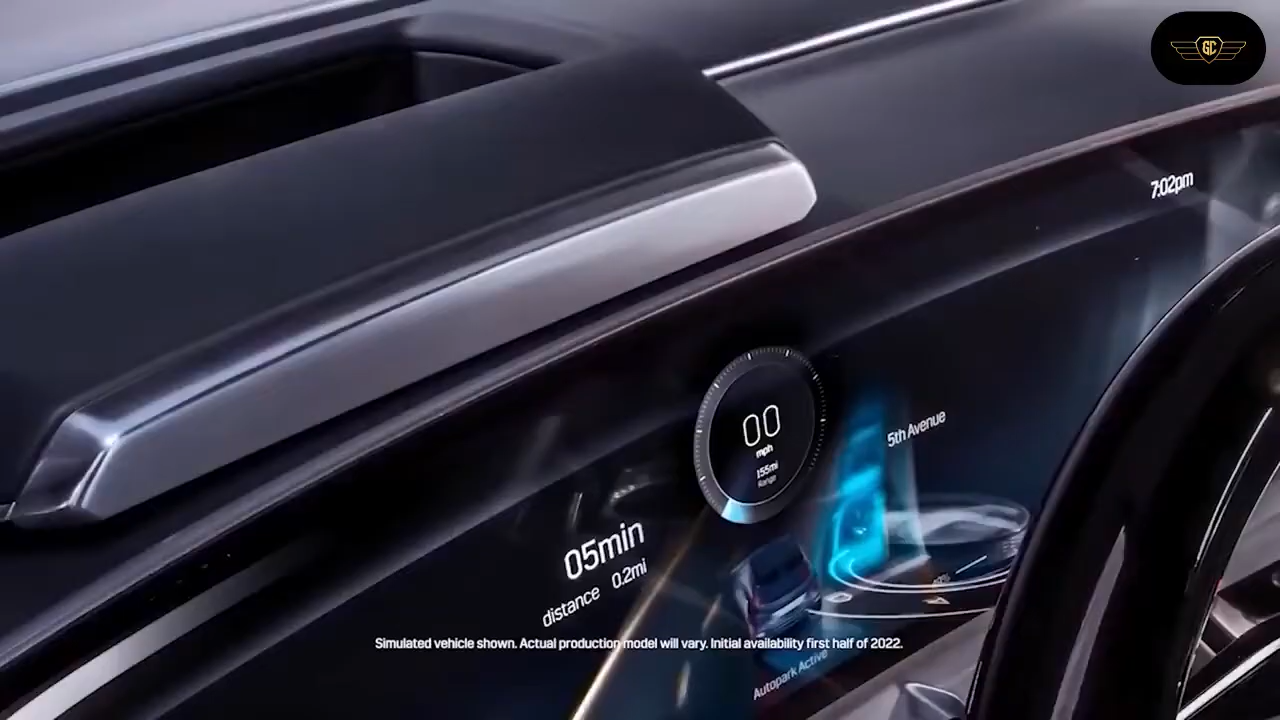 GC
7:02pm
00
mph
155mi
Range
5th Avenue
05min
distance 0.2mi
Simulated vehicle shown. Actual production model will vary. Initial availability first half of 2022.
Autopark Active